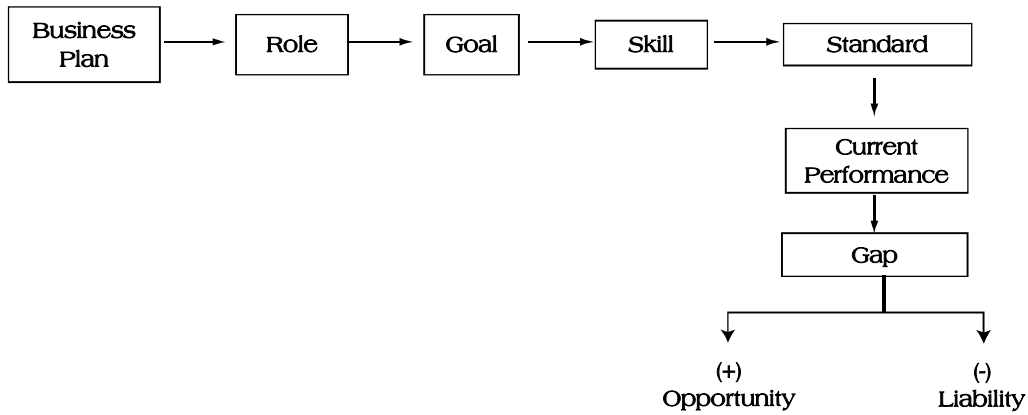 Business
Plan
Role
Goal
Skill
Standard
Current
Performance
Gap
(+)
Opportunity
(-)
Liability